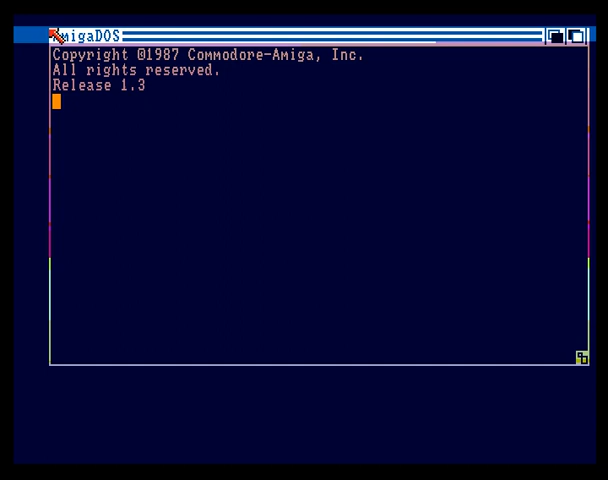 AmigaDOS
Copyright @1987 Commodore-Amiga, Inc.
All rights reserved.
Release 1.3